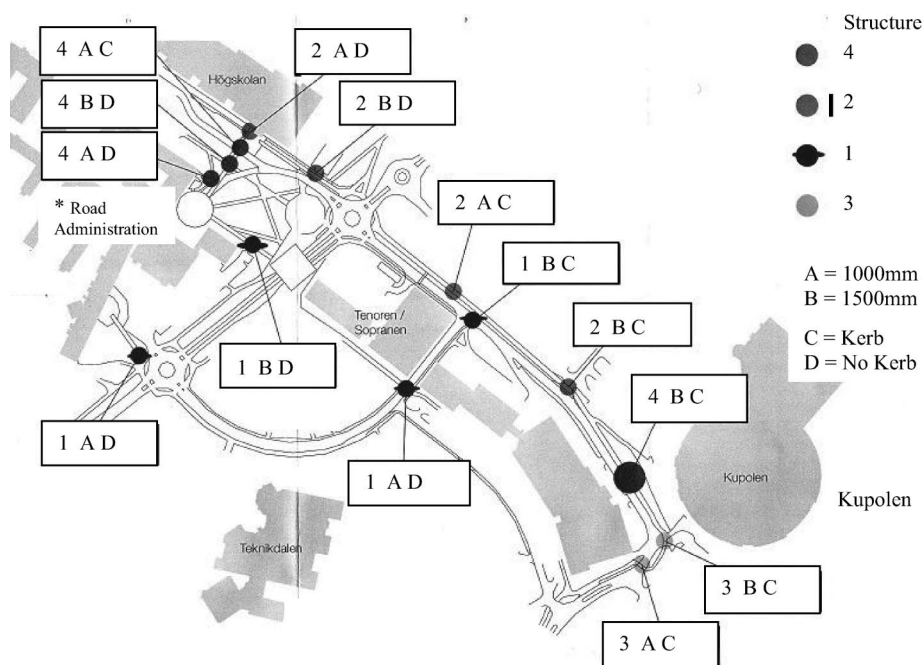 4 A C
2 A D
Högskolan
4 B D
2 B D
4 A D
* Road
Administration
2 A C
1 B C
Tenoren /
Sopranen
2 B C
1 B D
4 B C
1 A D
1 A D
Kupolen
Teknikdalen
3 B C
3 A C
Structure
4
2
1
3
A = 1000mm
B = 1500mm
C = Kerb
D = No Kerb
Kupolen